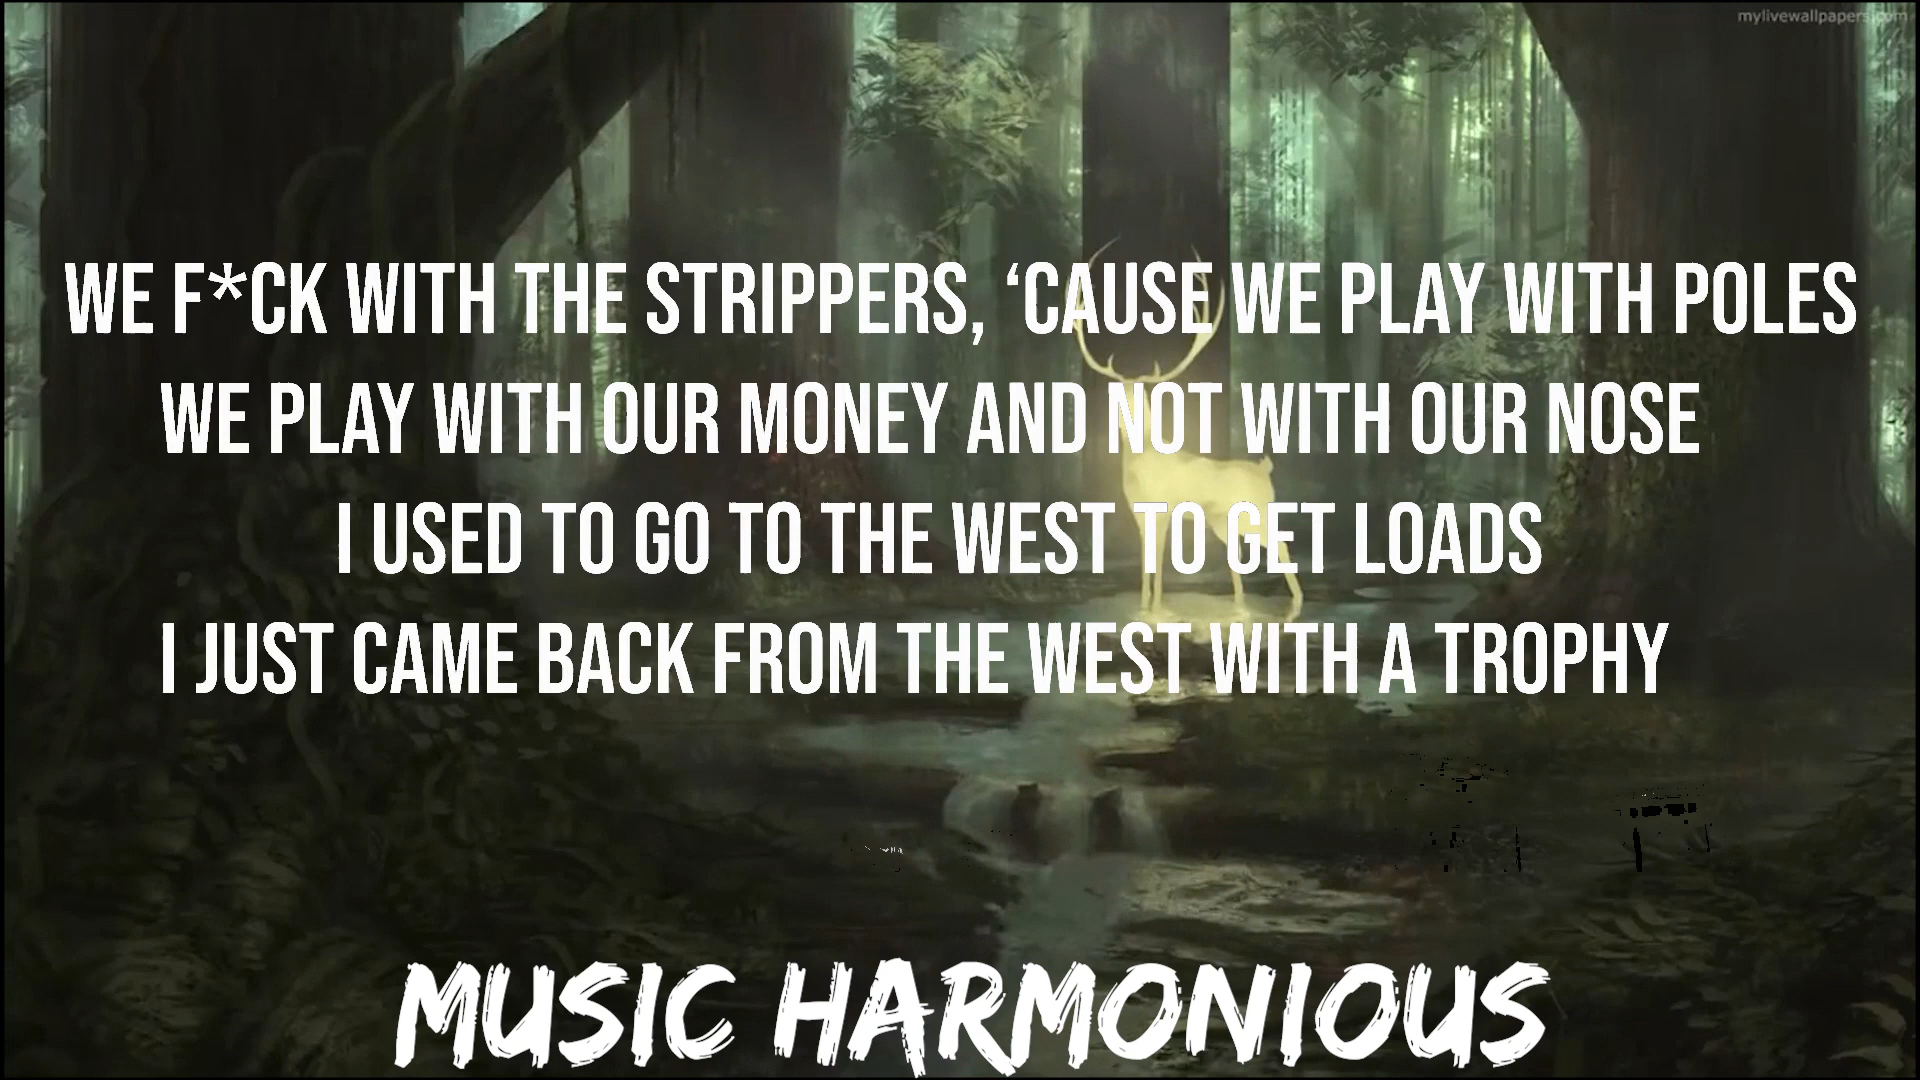 mylivewallpapers.com
WE F*CK WITH THE STRIPPERS, ‘CAUSE WE PLAY WITH POLES
WE PLAY WITH OUR MONEY AND NOT WITH OUR NOSE
I USED TO GO TO THE WEST TO GET LOADS
I JUST CAME BACK FROM THE WEST WITH A TROPHY
MUSIC HARMONIOUS